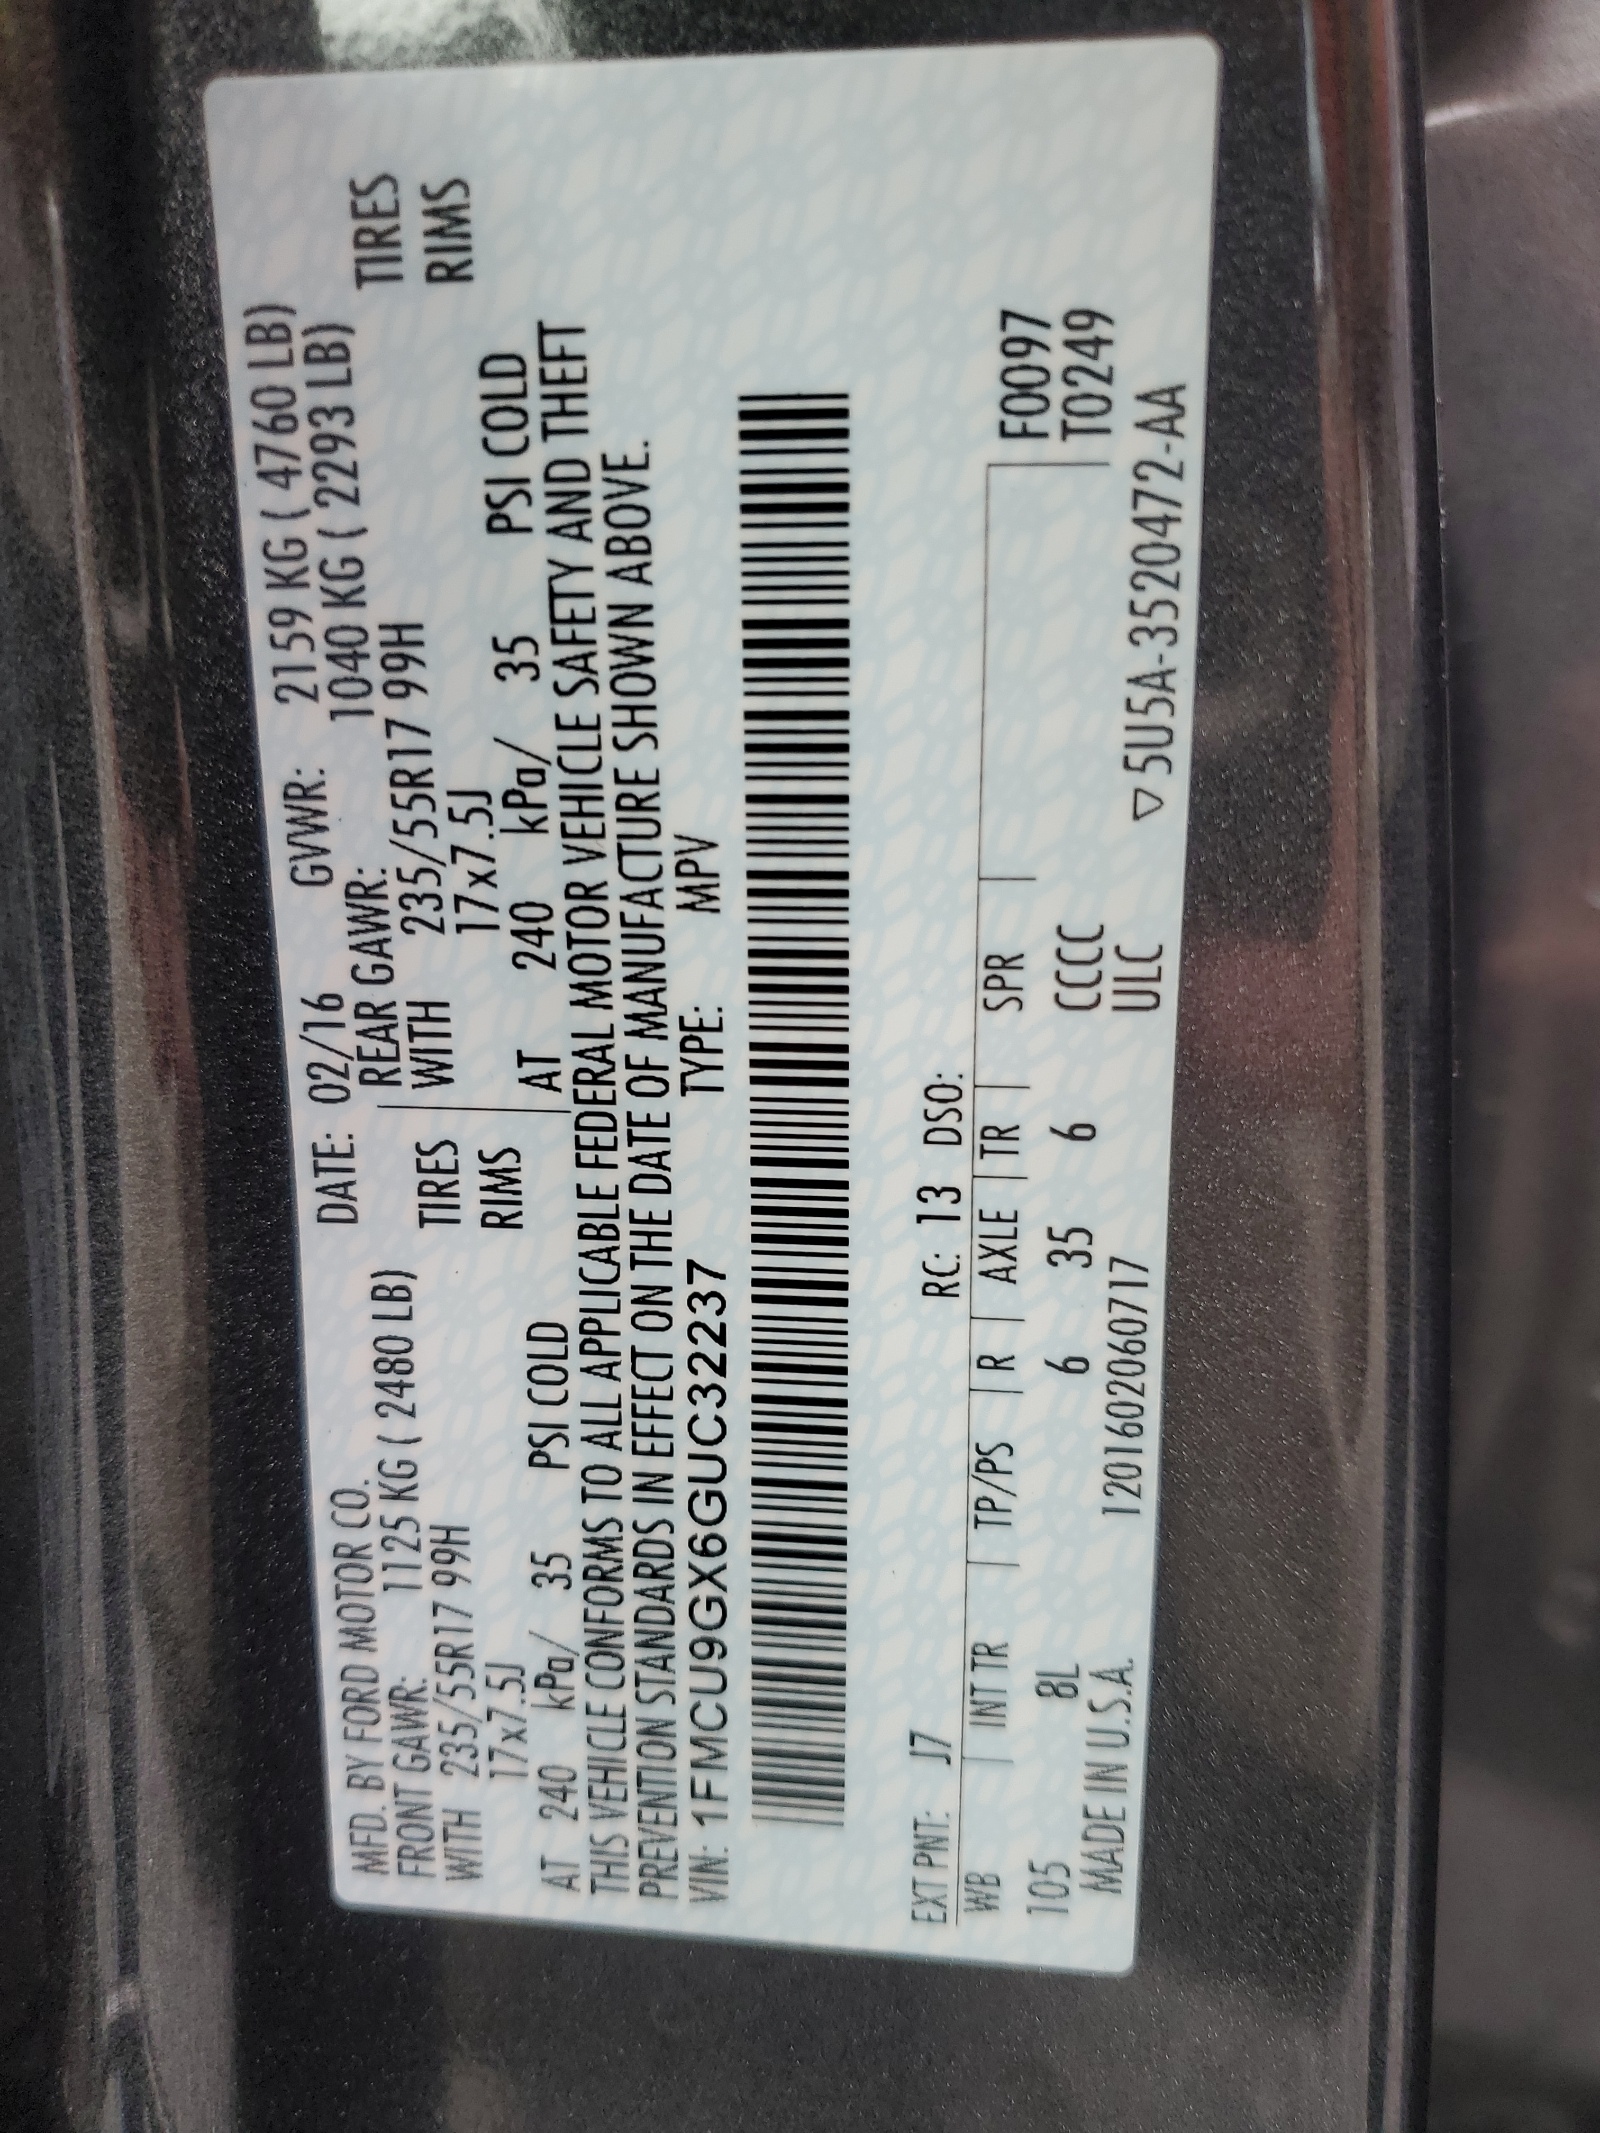 MFD. BY FORD MOTOR CO. DATE: 02/16 GVWR: 2159 KG ( 4760 LB)
FRONT GAWR: 1125 KG ( 2480 LB) REAR GAWR: 1040 KG ( 2293 LB)
WITH 235/55R17 99H TIRES WITH 235/55R17 99H TIRES
17x7.5J RIMS 17x7.5J RIMS
AT 240 kPa/ 35 PSI COLD AT 240 kPa/ 35 PSI COLD
THIS VEHICLE CONFORMS TO ALL APPLICABLE FEDERAL MOTOR VEHICLE SAFETY AND THEFT
PREVENTION STANDARDS IN EFFECT ON THE DATE OF MANUFACTURE SHOWN ABOVE.
VIN: 1FMCU9GX6GUC32237 TYPE: MPV
EXT PNT: J7 RC: 13 DSO:
WB INT TR TP/PS R AXLE TR SPR F0097
105 8L 6 35 6 CCCC T0249
MADE IN U.S.A. 120160206071​7 ULC ▽5U5A-3520472-AA